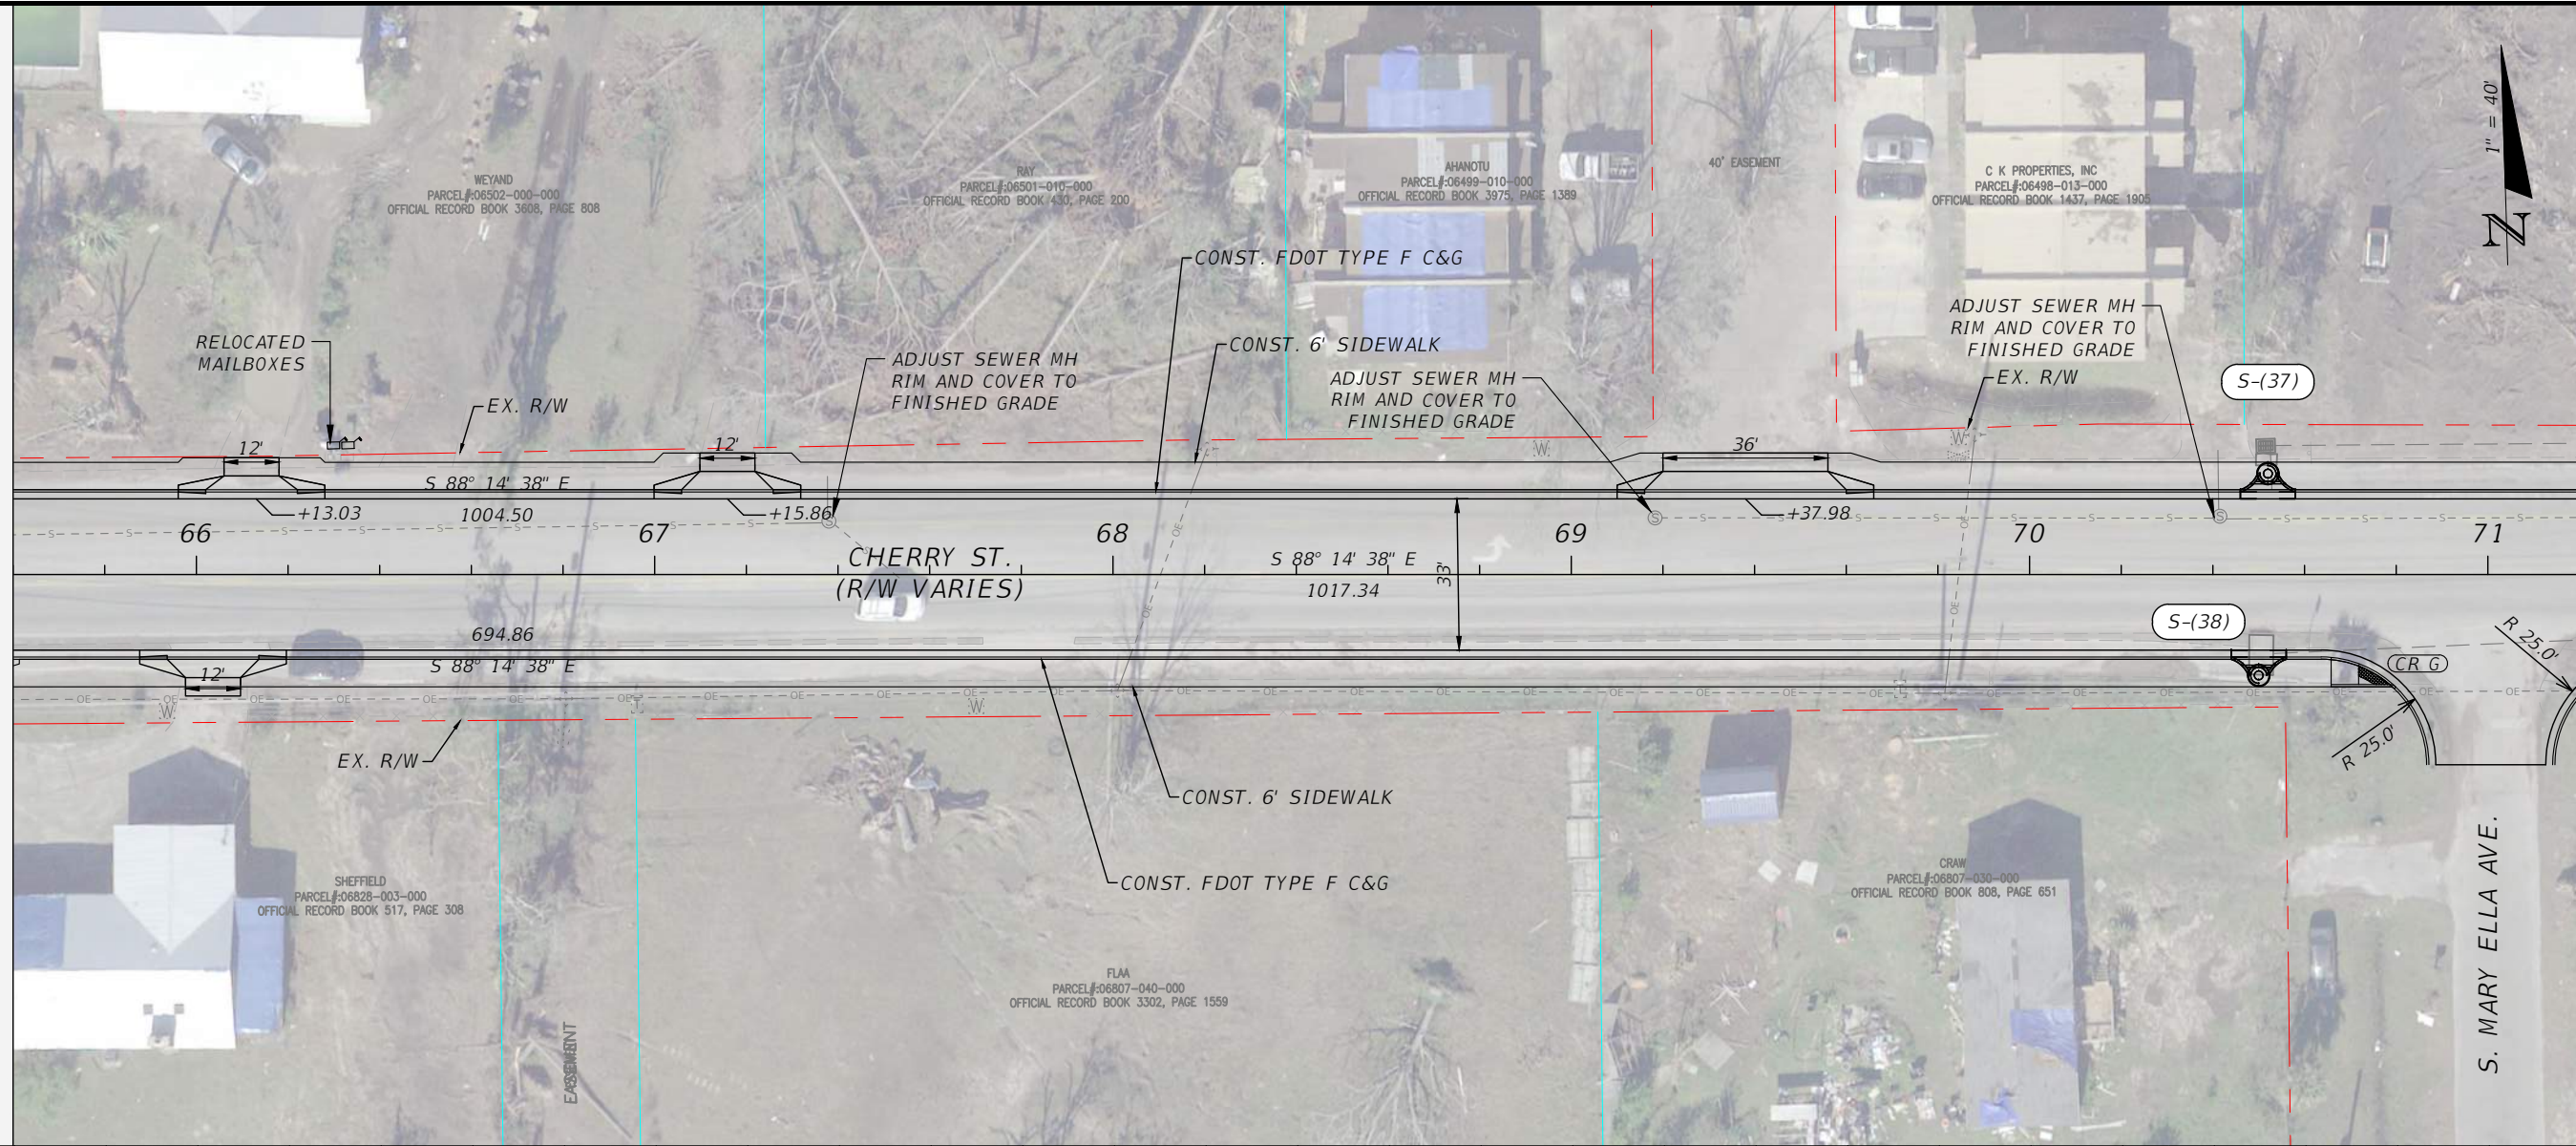 WEYAND
PARCEL#:06502-000-000
OFFICIAL RECORD BOOK 3608, PAGE 808
RAY
PARCEL#:06501-010-000
OFFICIAL RECORD BOOK 430, PAGE 200
AHANOTU
PARCEL#:06499-010-000
OFFICIAL RECORD BOOK 3975, PAGE 1389
40' EASEMENT
C K PROPERTIES, INC
PARCEL#:06498-013-000
OFFICIAL RECORD BOOK 1437, PAGE 1905
1" = 40'
N
CONST. FDOT TYPE F C&G
RELOCATED
MAILBOXES
EX. R/W
ADJUST SEWER MH
RIM AND COVER TO
FINISHED GRADE
CONST. 6' SIDEWALK
ADJUST SEWER MH
RIM AND COVER TO
FINISHED GRADE
ADJUST SEWER MH
RIM AND COVER TO
FINISHED GRADE
EX. R/W
S-(37)
12'
12'
36'
W
W
S 88° 14' 38" E
1004.50
+13.03
+15.86
+37.98
66
67
68
69
70
71
CHERRY ST.
(R/W VARIES)
S 88° 14' 38" E
1017.34
33'
694.86
S 88° 14' 38" E
12'
S-(38)
CR G
R 25.0'
R 25.0'
OE
W
T
W
EX. R/W
CONST. 6' SIDEWALK
CONST. FDOT TYPE F C&G
SHEFFIELD
PARCEL#:06828-003-000
OFFICIAL RECORD BOOK 517, PAGE 308
FLAA
PARCEL#:06807-040-000
OFFICIAL RECORD BOOK 3302, PAGE 1559
CRAW
PARCEL#:06807-030-000
OFFICIAL RECORD BOOK 808, PAGE 651
S. MARY ELLA AVE.